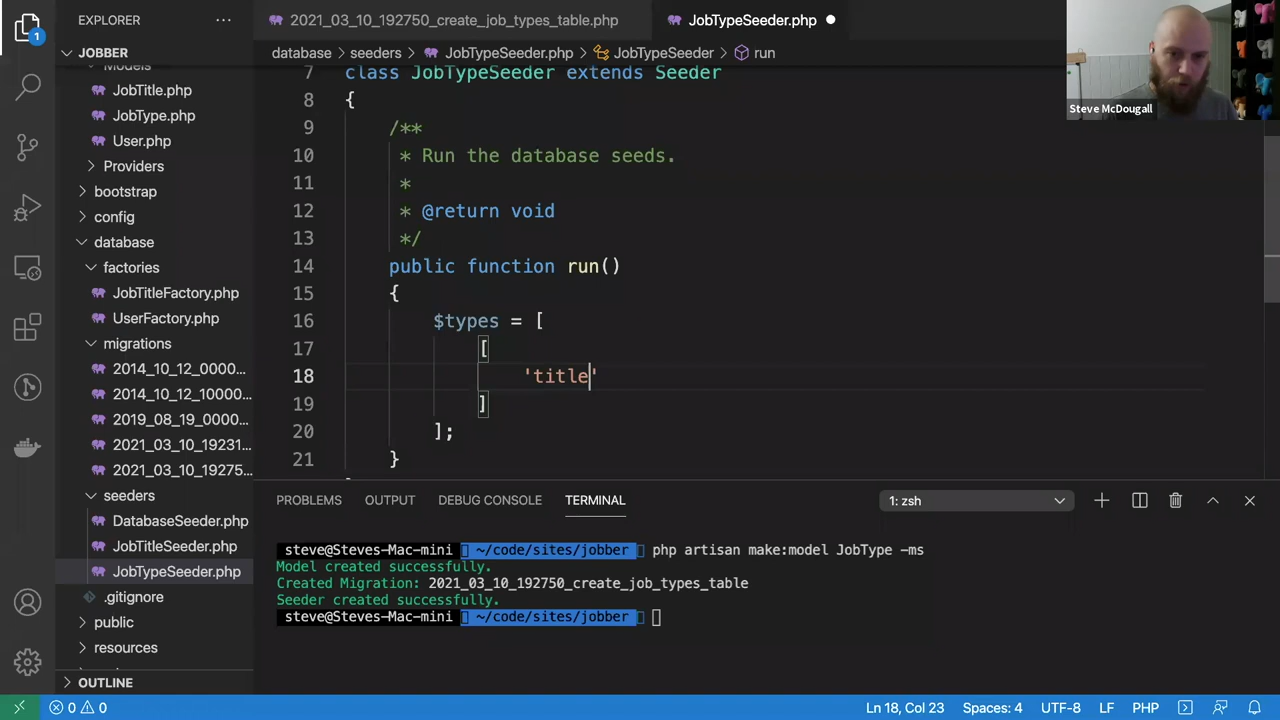 EXPLORER
JOBBER
Models
JobTitle.php
JobType.php
User.php
Providers
bootstrap
config
database
factories
JobTitleFactory.php
UserFactory.php
migrations
2014_10_12_0000...
2014_10_12_10000...
2019_08_19_0000...
2021_03_10_19231...
2021_03_10_19275...
seeders
DatabaseSeeder.php
JobTitleSeeder.php
JobTypeSeeder.php
.gitignore
public
resources
OUTLINE
1
2021_03_10_192750_create_job_types_table.php
JobTypeSeeder.php
database > seeders > JobTypeSeeder.php > JobTypeSeeder > run
7 class JobTypeSeeder extends Seeder
8 {
9 /**
10 * Run the database seeds.
11 *
12 * @return void
13 */
14 public function run()
15 {
16 $types = [
17 [
18 'title'
19 ]
20 ];
21 }
Steve McDougall
PROBLEMS OUTPUT DEBUG CONSOLE TERMINAL 1: zsh
steve@Steves-Mac-mini ~/code/sites/jobber php artisan make:model JobType -ms
Model created successfully.
Created Migration: 2021_03_10_192750_create_job_types_table
Seeder created successfully.
steve@Steves-Mac-mini ~/code/sites/jobber
0 0 Ln 18, Col 23 Spaces: 4 UTF-8 LF PHP